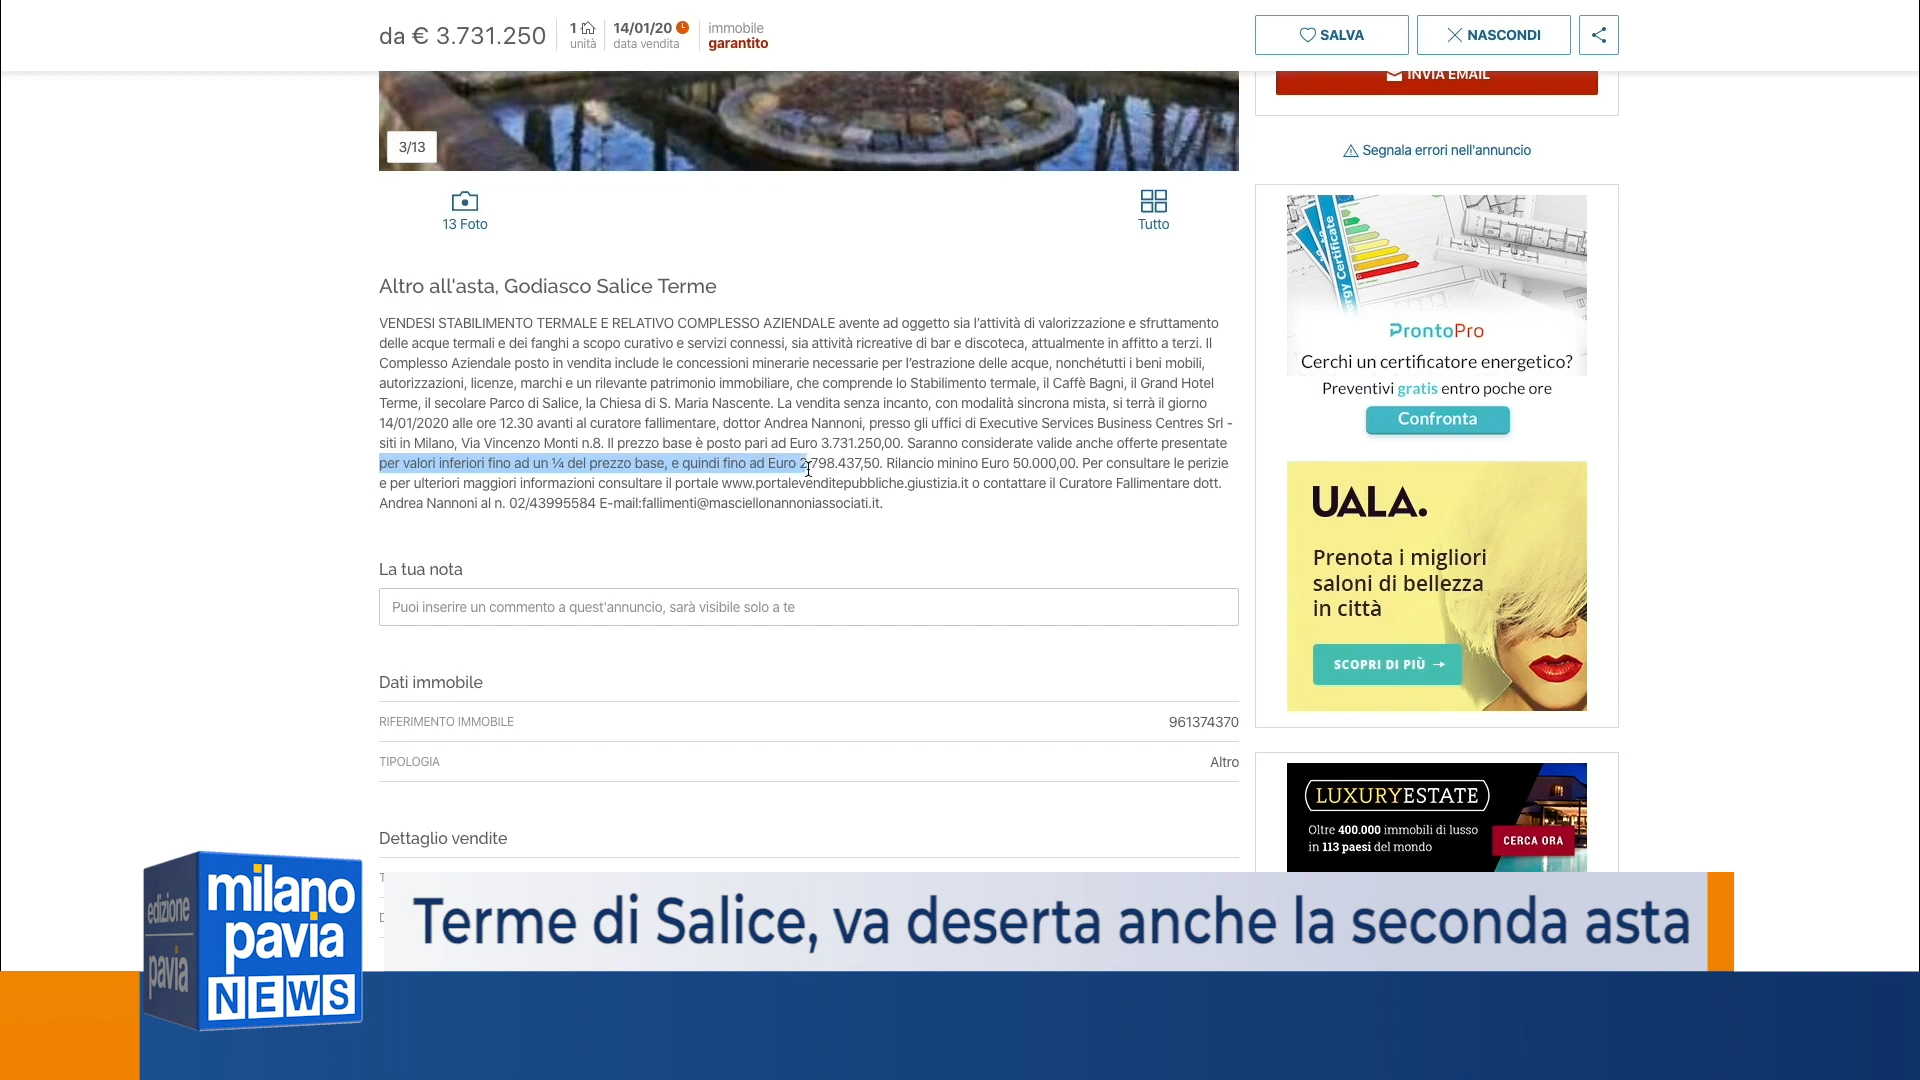 da € 3.731.250
1
unità
14/01/20
data vendita
immobile
garantito
SALVA
NASCONDI
INVIA EMAIL
3/13
Segnala errori nell'annuncio
13 Foto
Tutto
Altro all'asta, Godiasco Salice Terme
VENDESI STABILIMENTO TERMALE E RELATIVO COMPLESSO AZIENDALE avente ad oggetto sia l'attività di valorizzazione e sfruttamento
delle acque termali e dei fanghi a scopo curativo e servizi connessi, sia attività ricreative di bar e discoteca, attualmente in affitto a terzi. Il
Complesso Aziendale posto in vendita include le concessioni minerarie necessarie per l'estrazione delle acque, nonchétutti i beni mobili,
autorizzazioni, licenze, marchi e un rilevante patrimonio immobiliare, che comprende lo Stabilimento termale, il Caffè Bagni, il Grand Hotel
Terme, il secolare Parco di Salice, la Chiesa di S. Maria Nascente. La vendita senza incanto, con modalità sincrona mista, si terrà il giorno
14/01/2020 alle ore 12.30 avanti al curatore fallimentare, dottor Andrea Nannoni, presso gli uffici di Executive Services Business Centres Srl -
siti in Milano, Via Vincenzo Monti n.8. Il prezzo base è posto pari ad Euro 3.731.250,00. Saranno considerate valide anche offerte presentate
per valori inferiori fino ad un ¼ del prezzo base, e quindi fino ad Euro 2.798.437,50. Rilancio minino Euro 50.000,00. Per consultare le perizie
e per ulteriori maggiori informazioni consultare il portale www.portalevenditepubbliche.giustizia.it o contattare il Curatore Fallimentare dott.
Andrea Nannoni al n. 02/43995584 E-mail:fallimenti@masciellonannoniassociati.it.
La tua nota
Puoi inserire un commento a quest'annuncio, sarà visibile solo a te
Dati immobile
RIFERIMENTO IMMOBILE 961374370
TIPOLOGIA Altro
Dettaglio vendite
T
D
Energy Certificate
ProntoPro
Cerchi un certificatore energetico?
Preventivi gratis entro poche ore
Confronta
UALA.
Prenota i migliori
saloni di bellezza
in città
SCOPRI DI PIÙ →
LUXURYESTATE
Oltre 400.000 immobili di lusso
in 113 paesi del mondo
CERCA ORA
edizione
pavia
milano
pavia
NEWS
Terme di Salice, va deserta anche la seconda asta